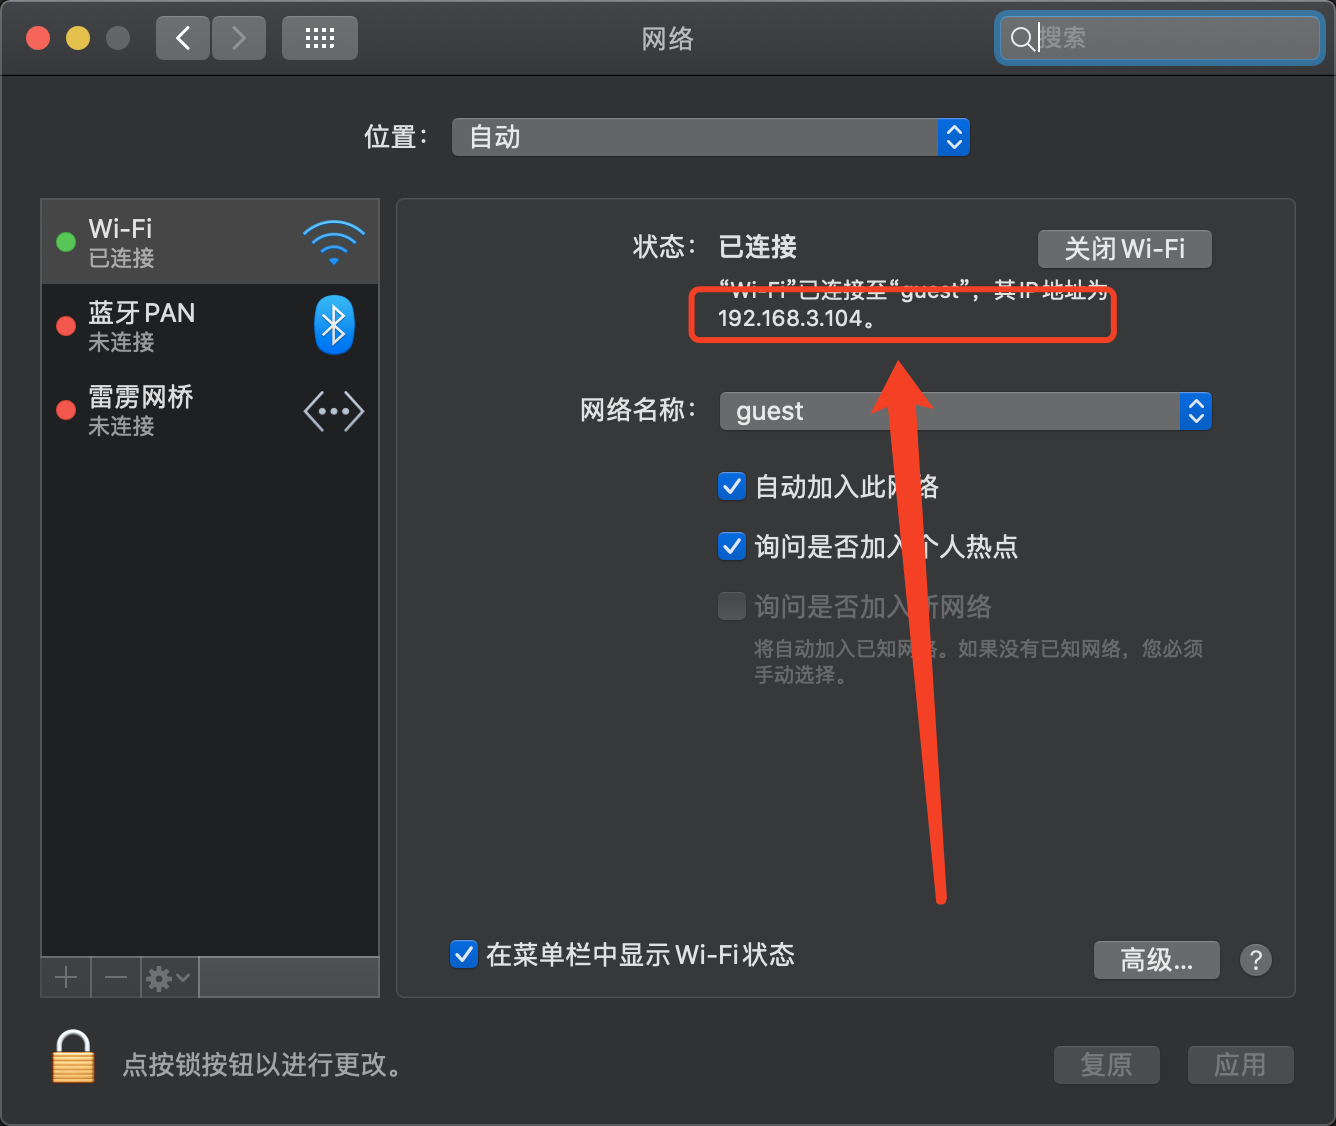 网络
搜索
位置：
自动
Wi-Fi
已连接
蓝牙 PAN
未连接
雷雳网桥
未连接
状态：
已连接
关闭 Wi-Fi
“Wi-Fi”已连接至“guest”，其 IP 地址为
192.168.3.104。
网络名称：
guest
自动加入此网络
询问是否加入个人热点
询问是否加入新网络
将自动加入已知网络。如果没有已知网络，您必须
手动选择。
在菜单栏中显示 Wi-Fi 状态
高级...
?
点按锁按钮以进行更改。
复原
应用